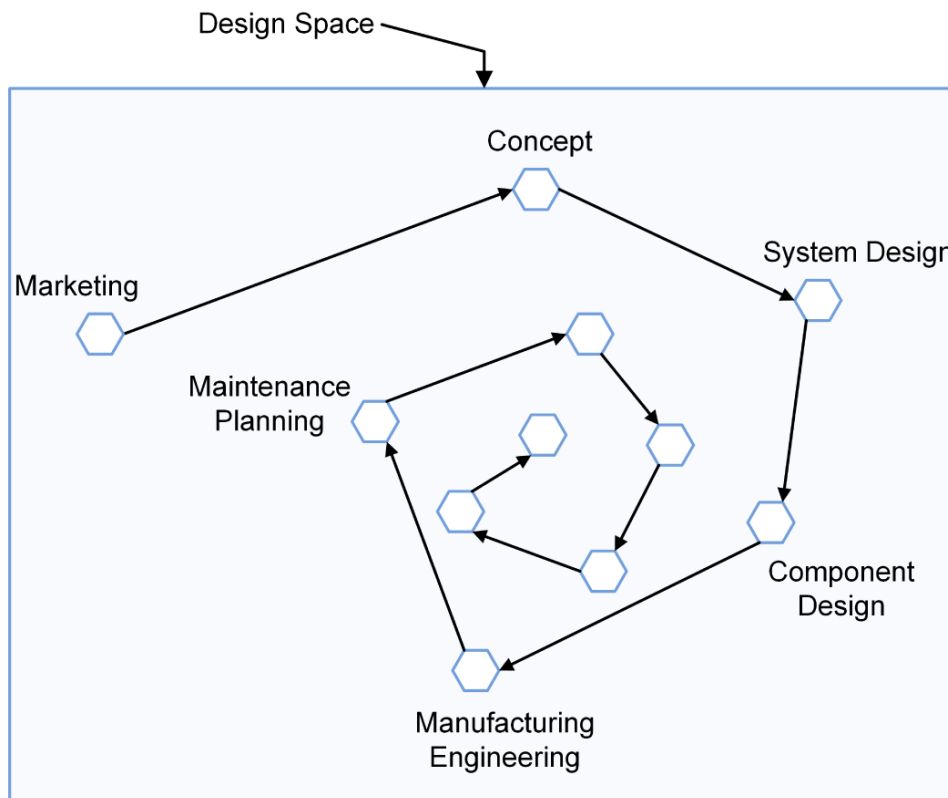 Design Space
Concept
System Design
Marketing
Maintenance
Planning
Component
Design
Manufacturing
Engineering